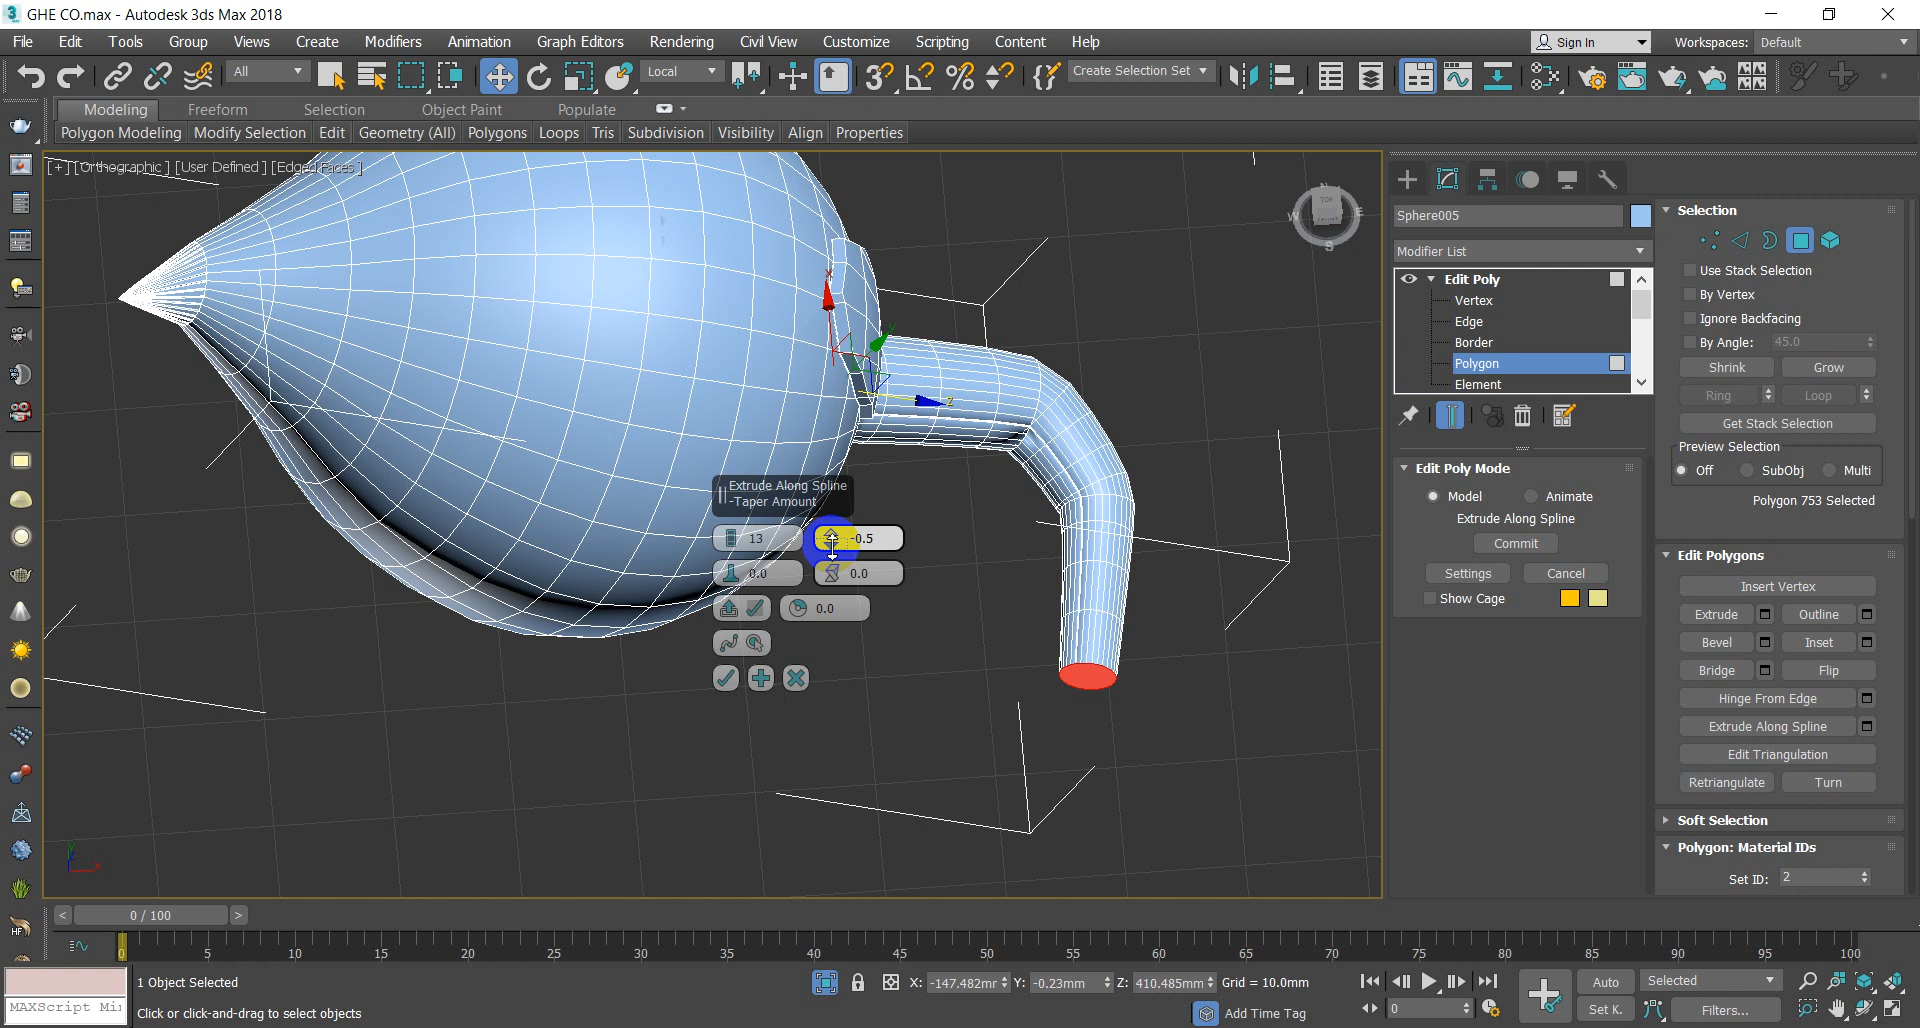 GHE CO.max - Autodesk 3ds Max 2018
File Edit Tools Group Views Create Modifiers Animation Graph Editors Rendering Civil View Customize Scripting Content Help
Sign In Workspaces: Default
All Local Create Selection Set
Modeling Freeform Selection Object Paint Populate
Polygon Modeling Modify Selection Edit Geometry (All) Polygons Loops Tris Subdivision Visibility Align Properties
[+] [Orthographic ] [User Defined ] [Edged Faces ]
TOP
N
W
E
S
x
y
z
Extrude Along Spline
-Taper Amount
13 -0.5
0.0 0.0
0.0
Sphere005
Modifier List
Edit Poly
Vertex
Edge
Border
Polygon
Element
Edit Poly Mode
Model Animate
Extrude Along Spline
Commit
Settings Cancel
Show Cage
Selection
Use Stack Selection
By Vertex
Ignore Backfacing
By Angle: 45.0
Shrink Grow
Ring Loop
Get Stack Selection
Preview Selection
Off SubObj Multi
Polygon 753 Selected
Edit Polygons
Insert Vertex
Extrude Outline
Bevel Inset
Bridge Flip
Hinge From Edge
Extrude Along Spline
Edit Triangulation
Retriangulate Turn
Soft Selection
Polygon: Material IDs
Set ID: 2
HF
< 0 / 100 >
0 5 10 15 20 25 30 35 40 45 50 55 60 65 70 75 80 85 90 95 100
MAXScript Mi
1 Object Selected
Click or click-and-drag to select objects
X: -147.482mr Y: -0.23mm Z: 410.485mm Grid = 10.0mm
Add Time Tag
0
Auto Selected
Set K. Filters...